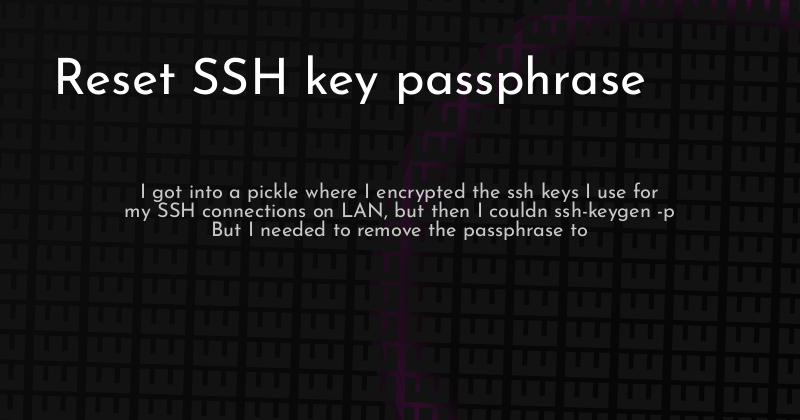 Reset SSH key passphrase
I got into a pickle where I encrypted the ssh keys I use for
my SSH connections on LAN, but then I couldn ssh-keygen -p
But I needed to remove the passphrase to